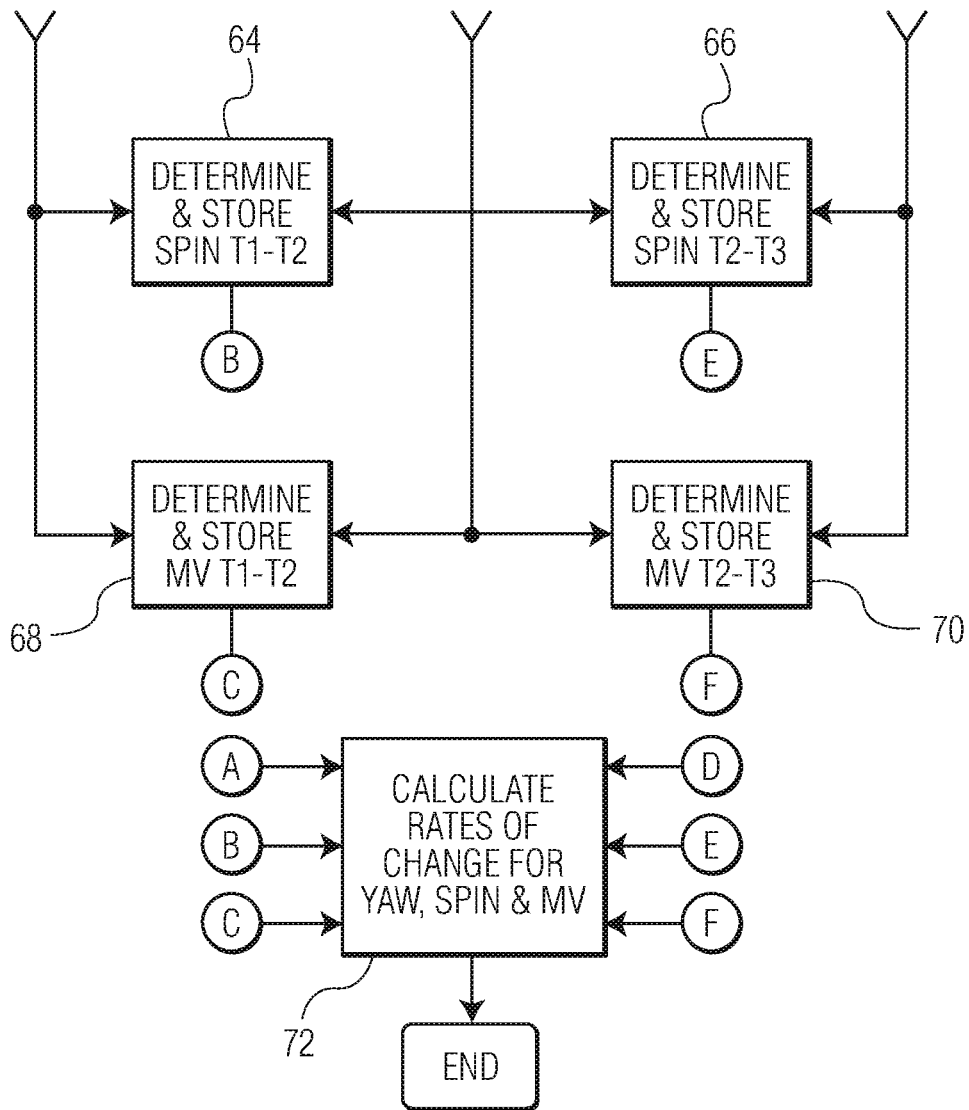 64
66
DETERMINE
& STORE
SPIN T1-T2
DETERMINE
& STORE
SPIN T2-T3
B
E
DETERMINE
& STORE
MV T1-T2
DETERMINE
& STORE
MV T2-T3
68
70
C
F
A
B
C
CALCULATE
RATES OF
CHANGE FOR
YAW, SPIN & MV
D
E
F
72
END